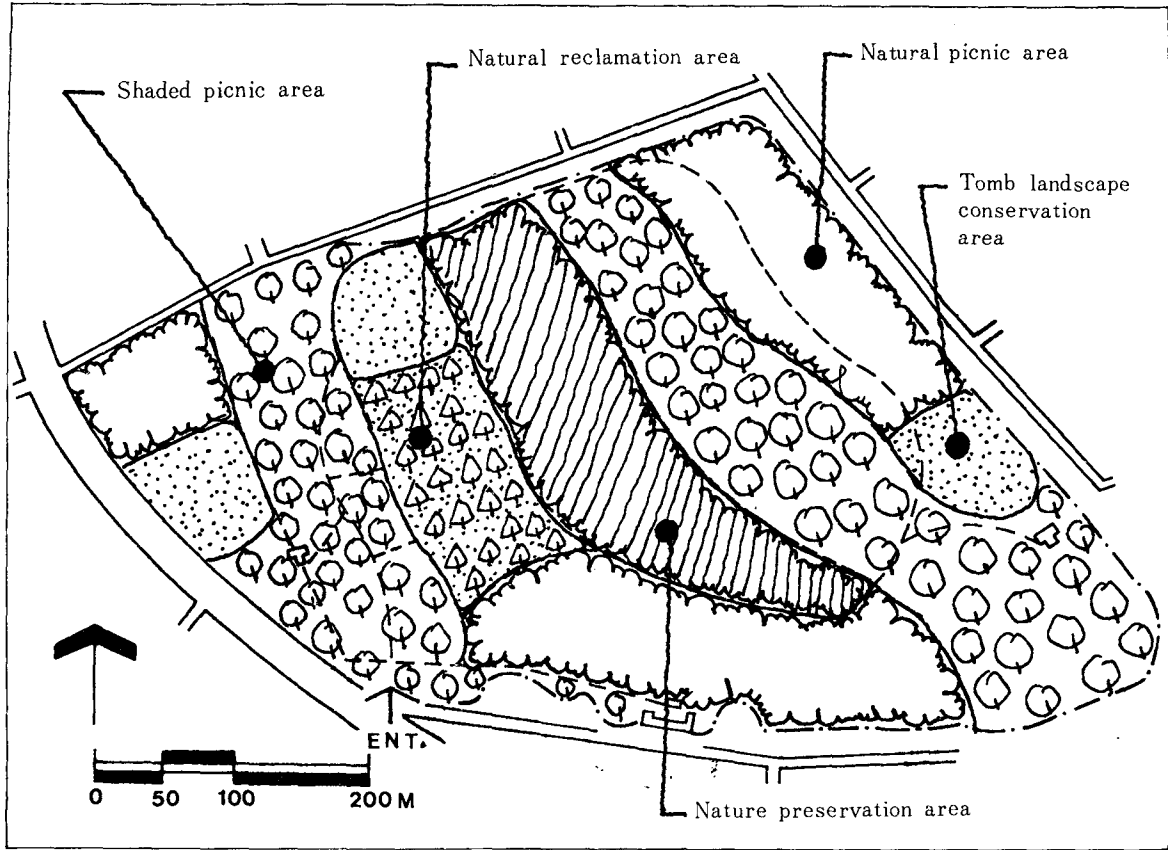 Natural reclamation area
Natural picnic area
Shaded picnic area
Tomb landscape
conservation
area
ENT.
0 50 100 200 M
Nature preservation area